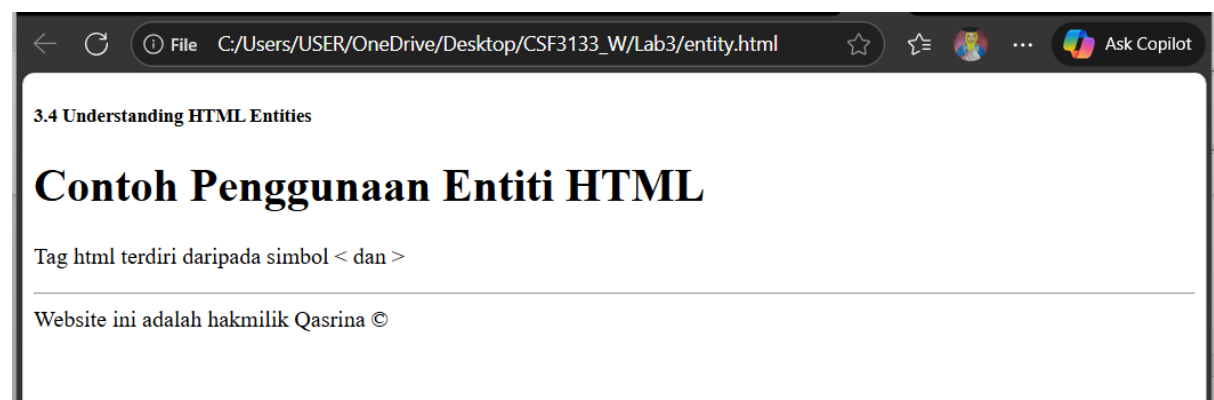 File C:/Users/USER/OneDrive/Desktop/CSF3133_W/Lab3/entity.html ... Ask Copilot
3.4 Understanding HTML Entities
Contoh Penggunaan Entiti HTML
Tag html terdiri daripada simbol < dan >
Website ini adalah hakmilik Qasrina ©